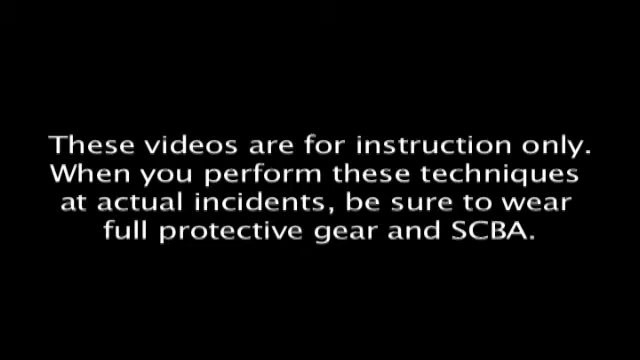 These videos are for instruction only.
When you perform these techniques
at actual incidents, be sure to wear
full protective gear and SCBA.